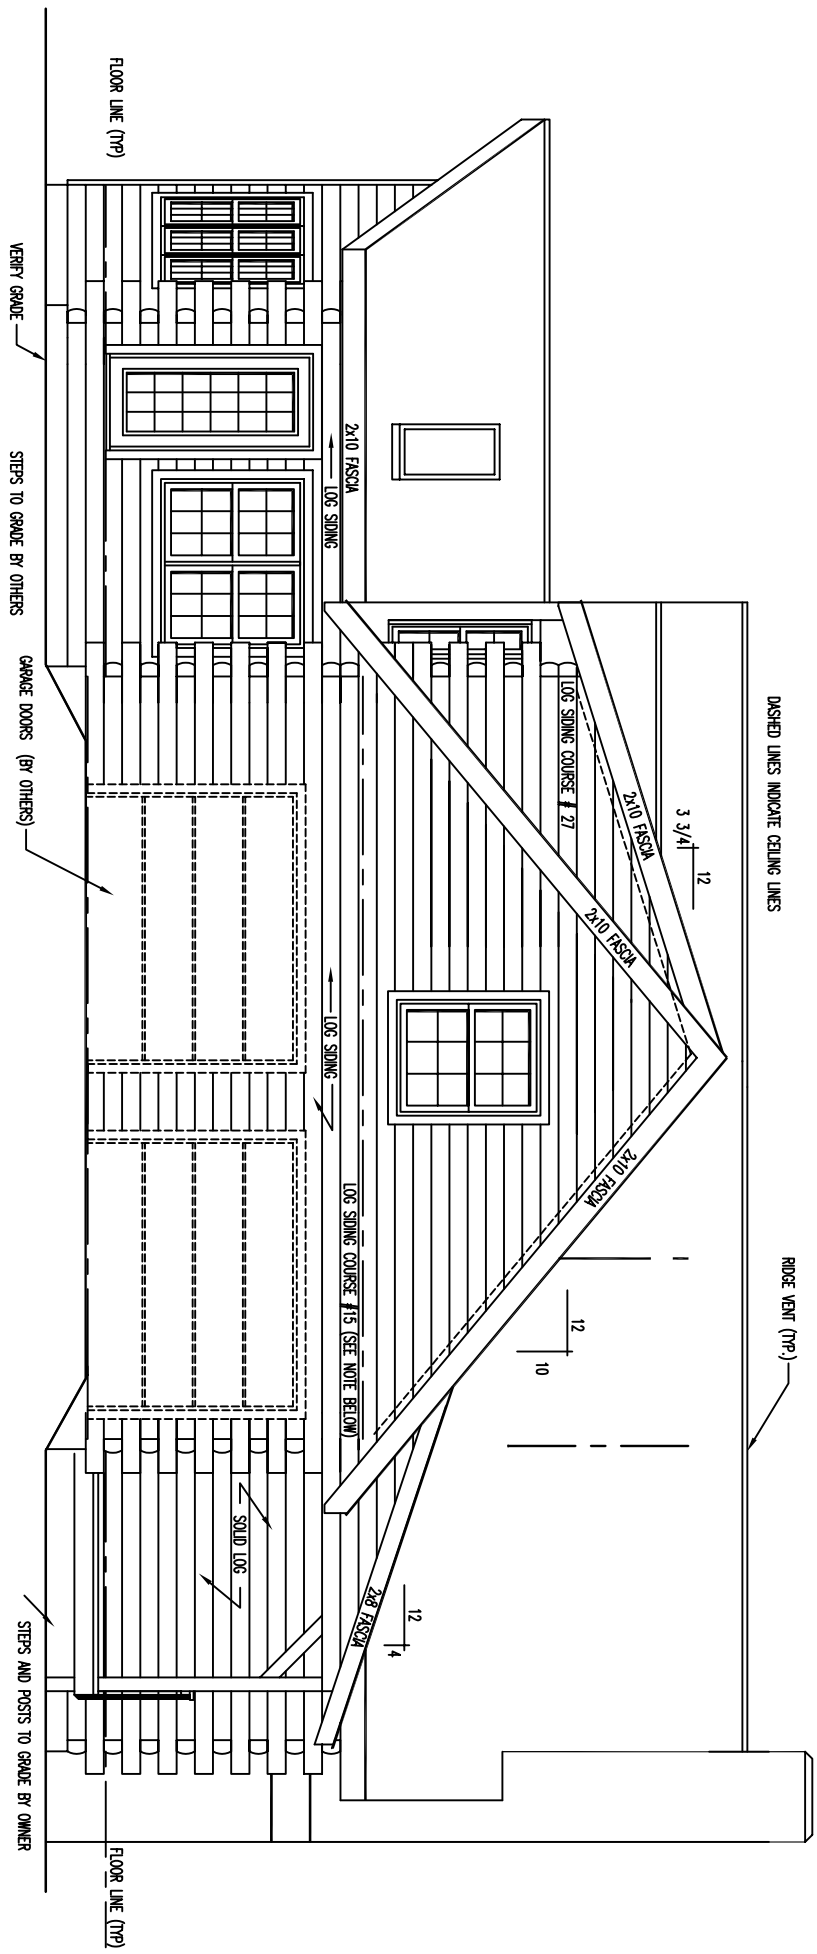 DASHED LINES INDICATE CEILING LINES
RIDGE VENT (TYP.)
12
3 3/4
2x10 FASCIA
LOG SIDING COURSE # 27
2x10 FASCIA
2x10 FASCIA
12
10
2x10 FASCIA
LOG SIDING
LOG SIDING
LOG SIDING COURSE #15 (SEE NOTE BELOW)
12
4
2x8 FASCIA
SOLID LOG
FLOOR LINE (TYP)
FLOOR LINE (TYP)
VERIFY GRADE
STEPS TO GRADE BY OTHERS
GARAGE DOORS (BY OTHERS)
STEPS AND POSTS TO GRADE BY OWNER